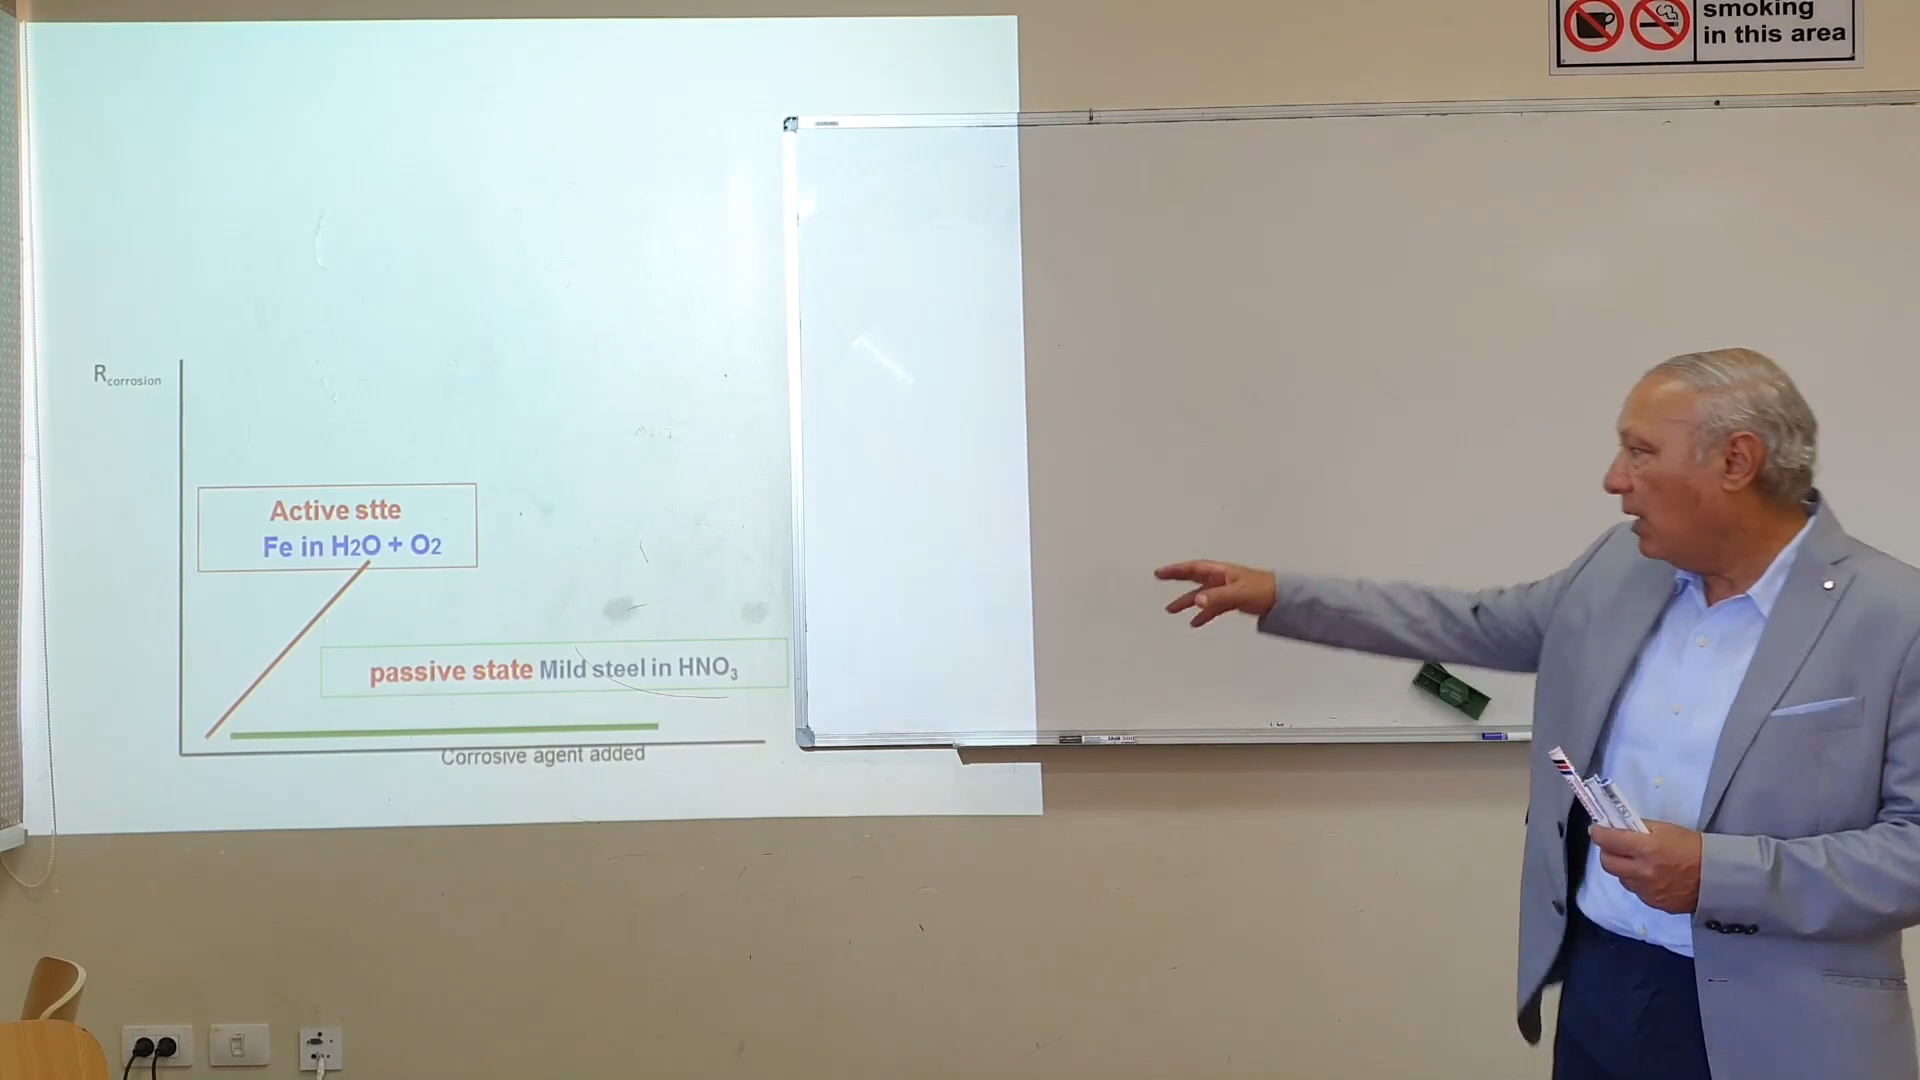 smoking
in this area
Rcorrosion
Active stte
Fe in H2O + O2
passive state Mild steel in HNO3
Corrosive agent added